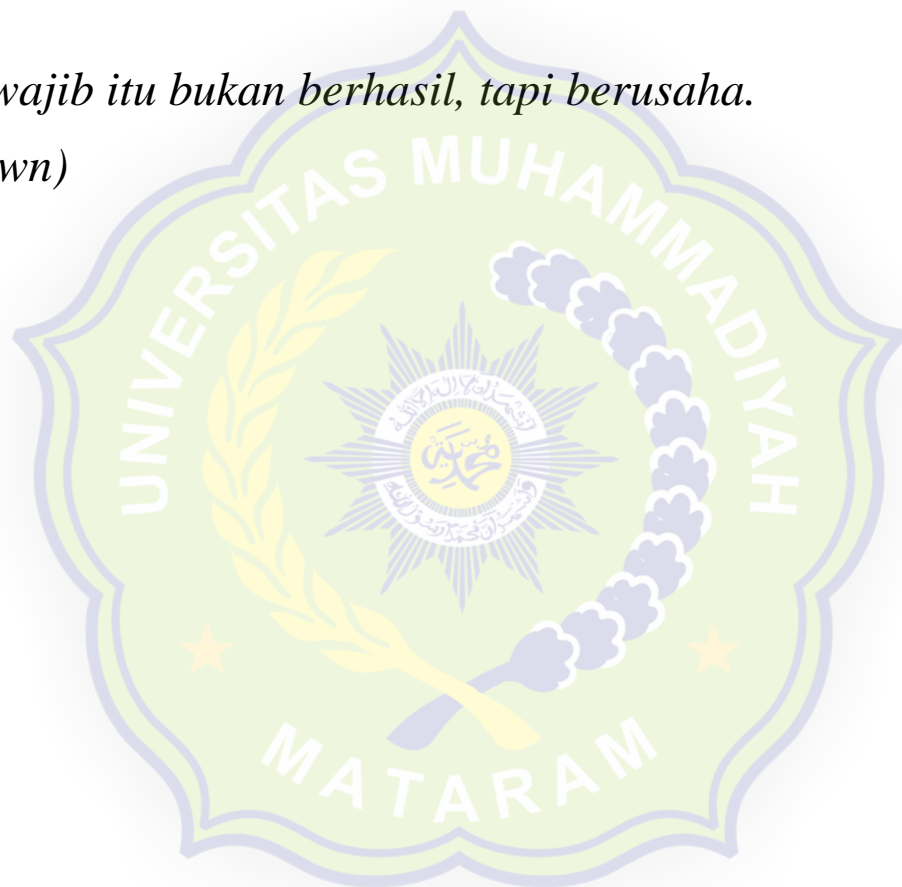 wajib itu bukan berhasil, tapi berusaha.
wn)
UNIVERSITAS MUHAMMADIYAH
MATARAM